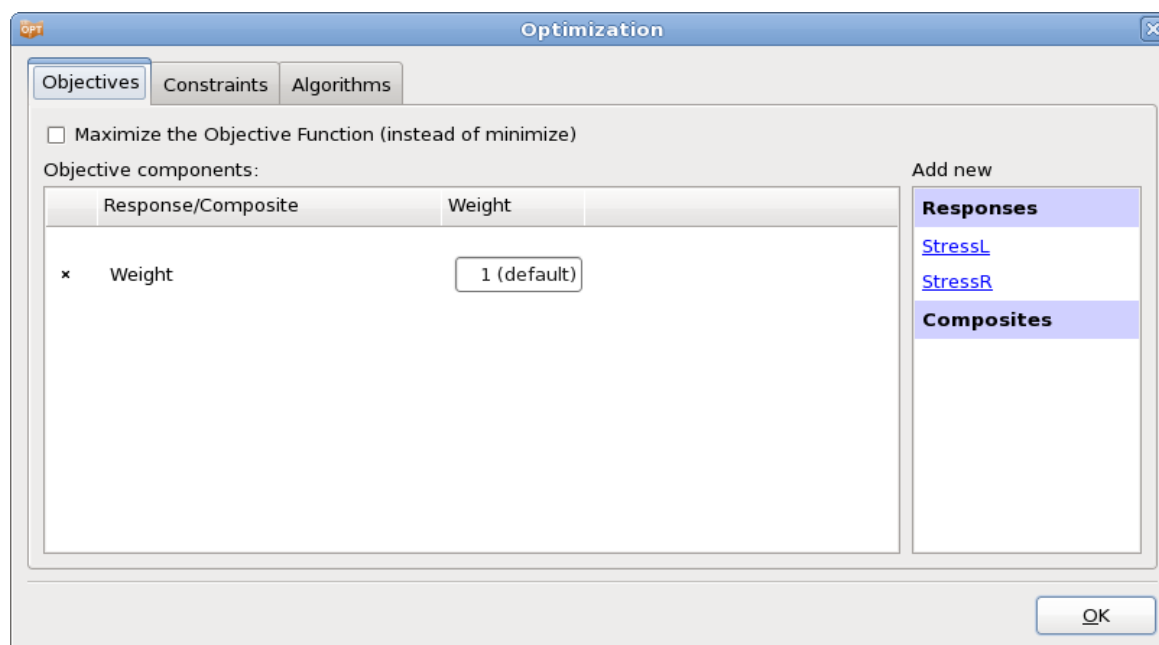 OPT Optimization
Objectives Constraints Algorithms
Maximize the Objective Function (instead of minimize)
Objective components: Add new
Response/Composite Weight Responses
StressL
Weight 1 (default)
StressR
Composites
OK